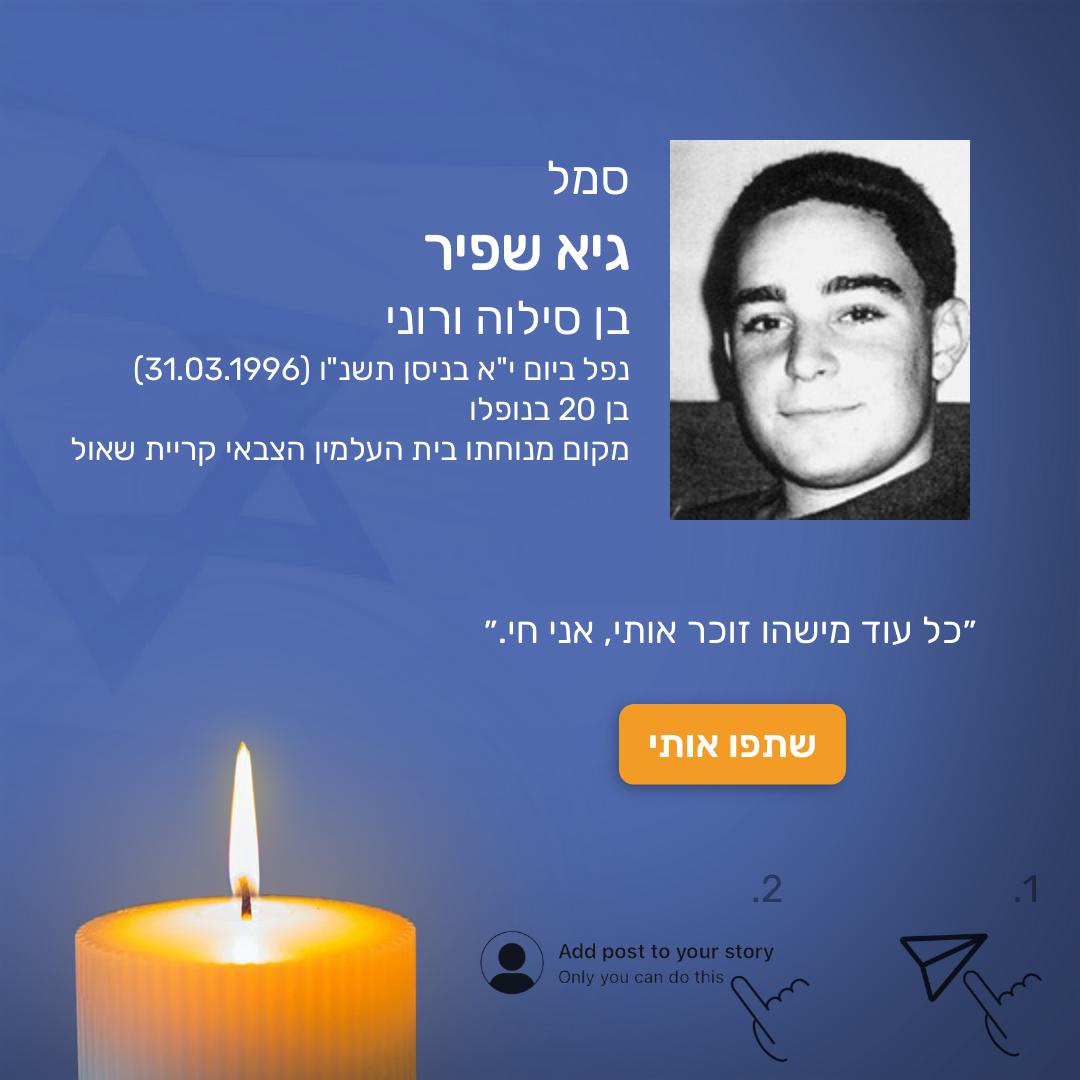 סמל
גיא שפיר
בן סילוה ורוני
נפל ביום י"א בניסן תשנ"ו (31.03.1996)
בן 20 בנופלו
מקום מנוחתו בית העלמין הצבאי קריית שאול
״כל עוד מישהו זוכר אותי, אני חי.״
שתפו אותי
1.
2.
Add post to your story
Only you can do this